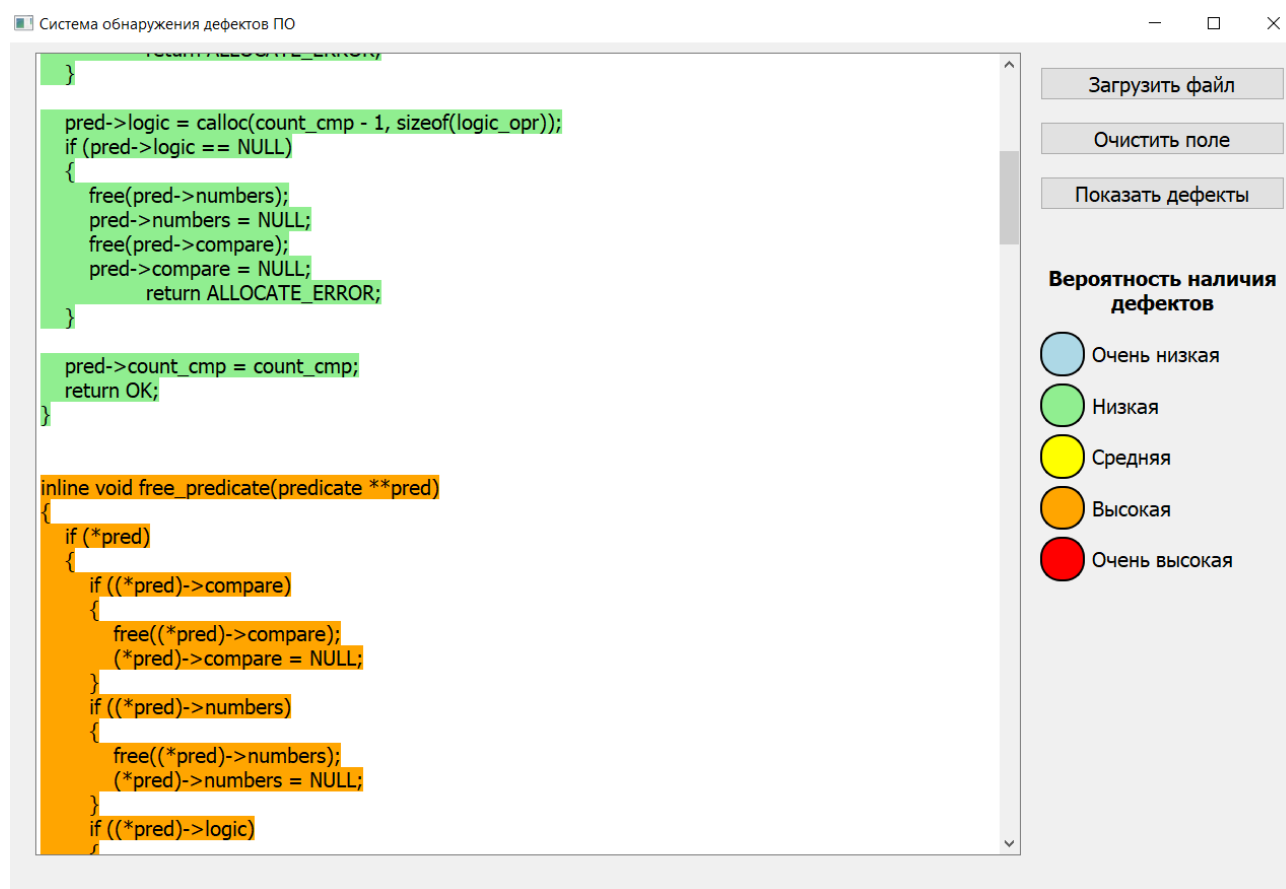 Система обнаружения дефектов ПО
return ALLOCATE_ERROR;
}
pred->logic = calloc(count_cmp - 1, sizeof(logic_opr));
if (pred->logic == NULL)
{
free(pred->numbers);
pred->numbers = NULL;
free(pred->compare);
pred->compare = NULL;
return ALLOCATE_ERROR;
}
pred->count_cmp = count_cmp;
return OK;
}
inline void free_predicate(predicate **pred)
{
if (*pred)
{
if ((*pred)->compare)
{
free((*pred)->compare);
(*pred)->compare = NULL;
}
if ((*pred)->numbers)
{
free((*pred)->numbers);
(*pred)->numbers = NULL;
}
if ((*pred)->logic)
{
Загрузить файл
Очистить поле
Показать дефекты
Вероятность наличия
дефектов
Очень низкая
Низкая
Средняя
Высокая
Очень высокая